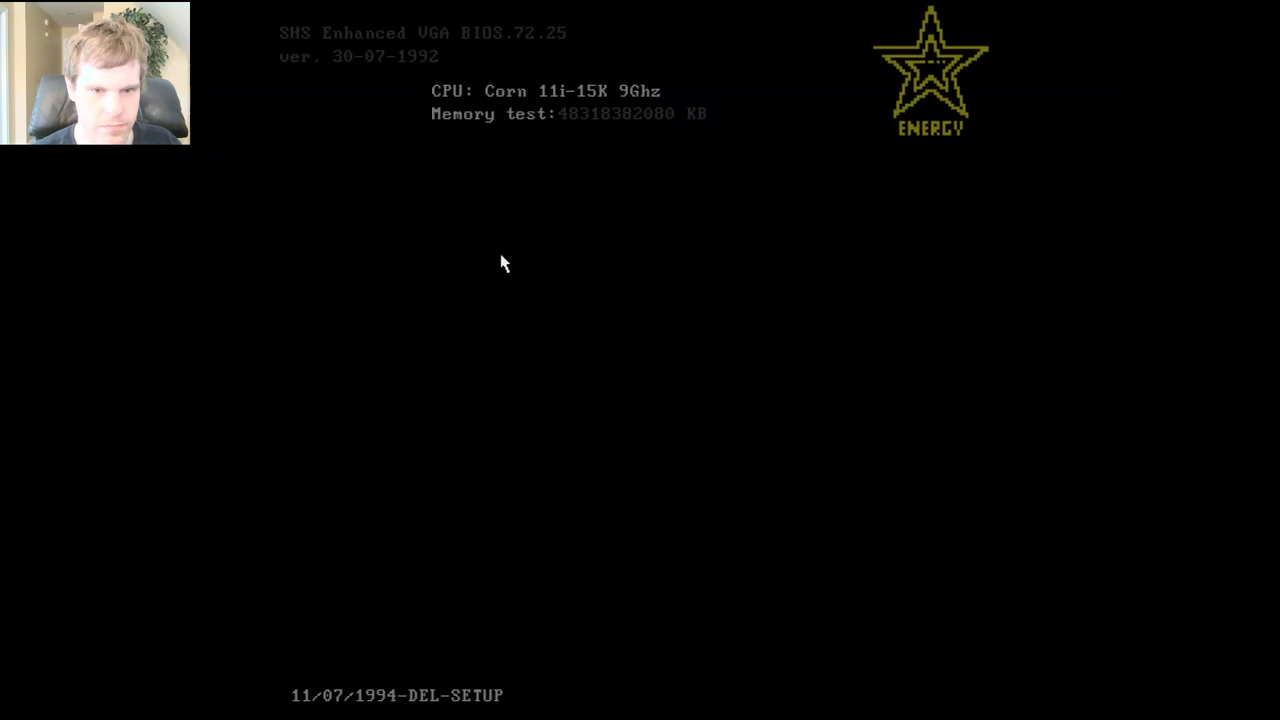 SHS Enhanced VGA BIOS.72.25
ver. 30-07-1992
CPU: Corn 11i-15K 9Ghz
Memory test:48318382080 KB
ENERGY
11/07/1994-DEL-SETUP